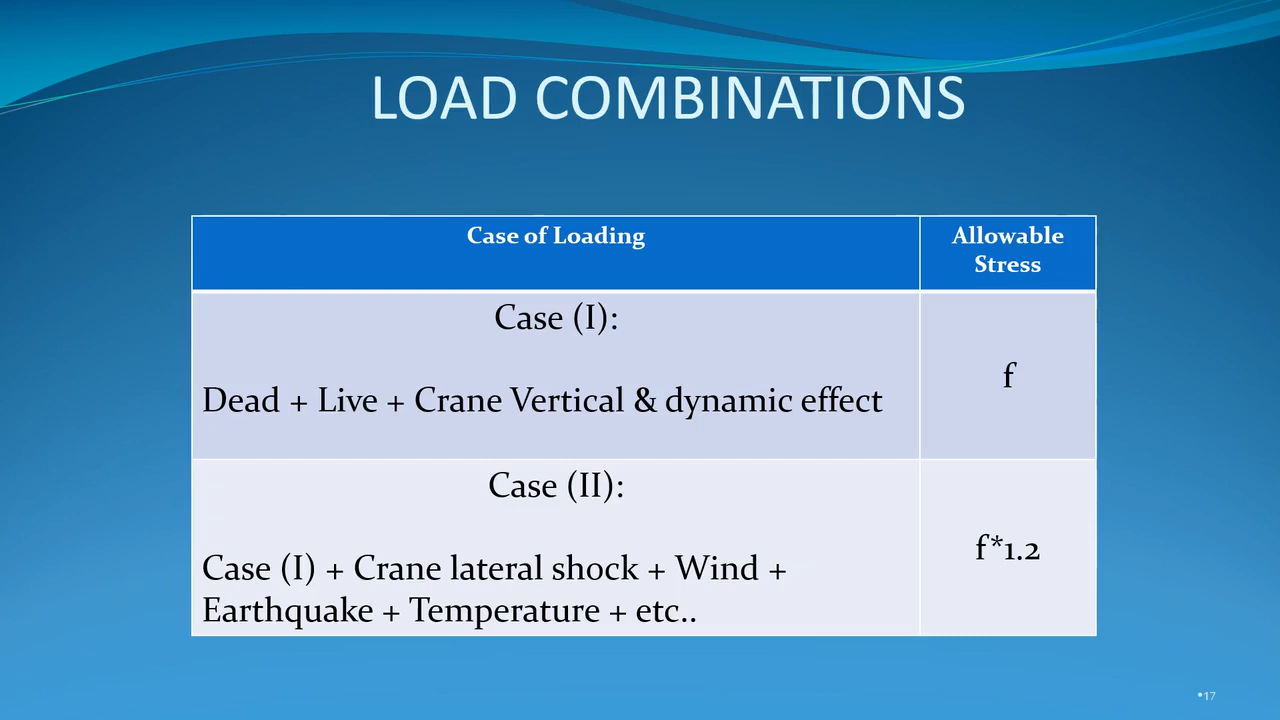 LOAD COMBINATIONS
Case of Loading
Allowable
Stress
Case (I):
Dead + Live + Crane Vertical & dynamic effect
f
Case (II):
Case (I) + Crane lateral shock + Wind +
Earthquake + Temperature + etc..
f*1.2
•17